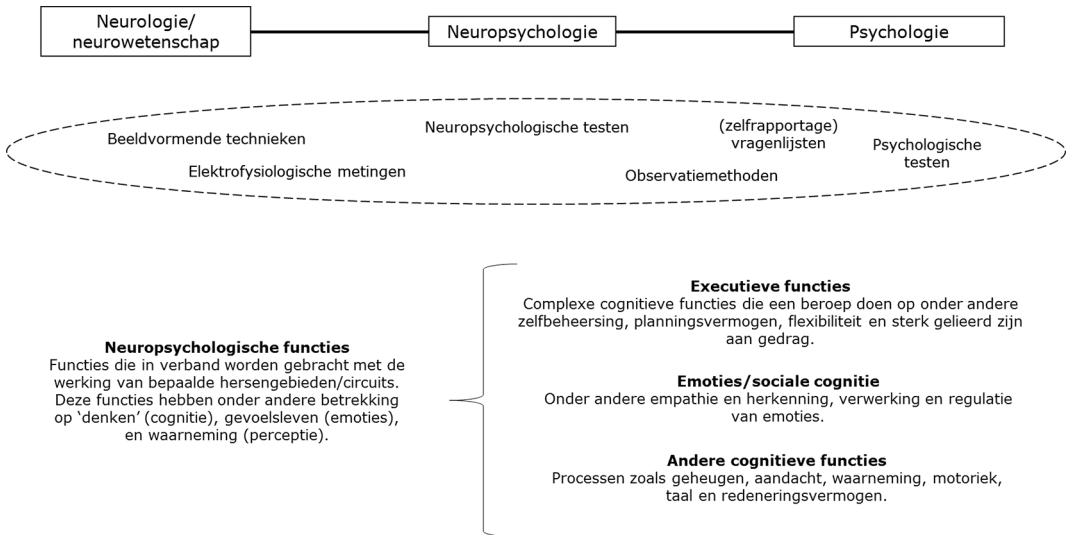 Neurologie/
neurowetenschap
Neuropsychologie
Psychologie
Beeldvormende technieken
Neuropsychologische testen
(zelfrapportage)
vragenlijsten
Psychologische
testen
Elektrofysiologische metingen
Observatiemethoden
Neuropsychologische functies
Functies die in verband worden gebracht met de
werking van bepaalde hersengebieden/circuits.
Deze functies hebben onder andere betrekking
op ‘denken’ (cognitie), gevoelsleven (emoties),
en waarneming (perceptie).
Executieve functies
Complexe cognitieve functies die een beroep doen op onder andere
zelfbeheersing, planningsvermogen, flexibiliteit en sterk gelieerd zijn
aan gedrag.
Emoties/sociale cognitie
Onder andere empathie en herkenning, verwerking en regulatie
van emoties.
Andere cognitieve functies
Processen zoals geheugen, aandacht, waarneming, motoriek,
taal en redeneringsvermogen.